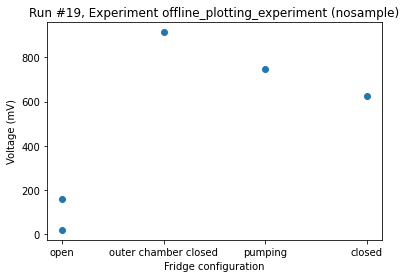 Run #19, Experiment offline_plotting_experiment (nosample)
800
600
400
200
0
Voltage (mV)
open
outer chamber closed
pumping
closed
Fridge configuration